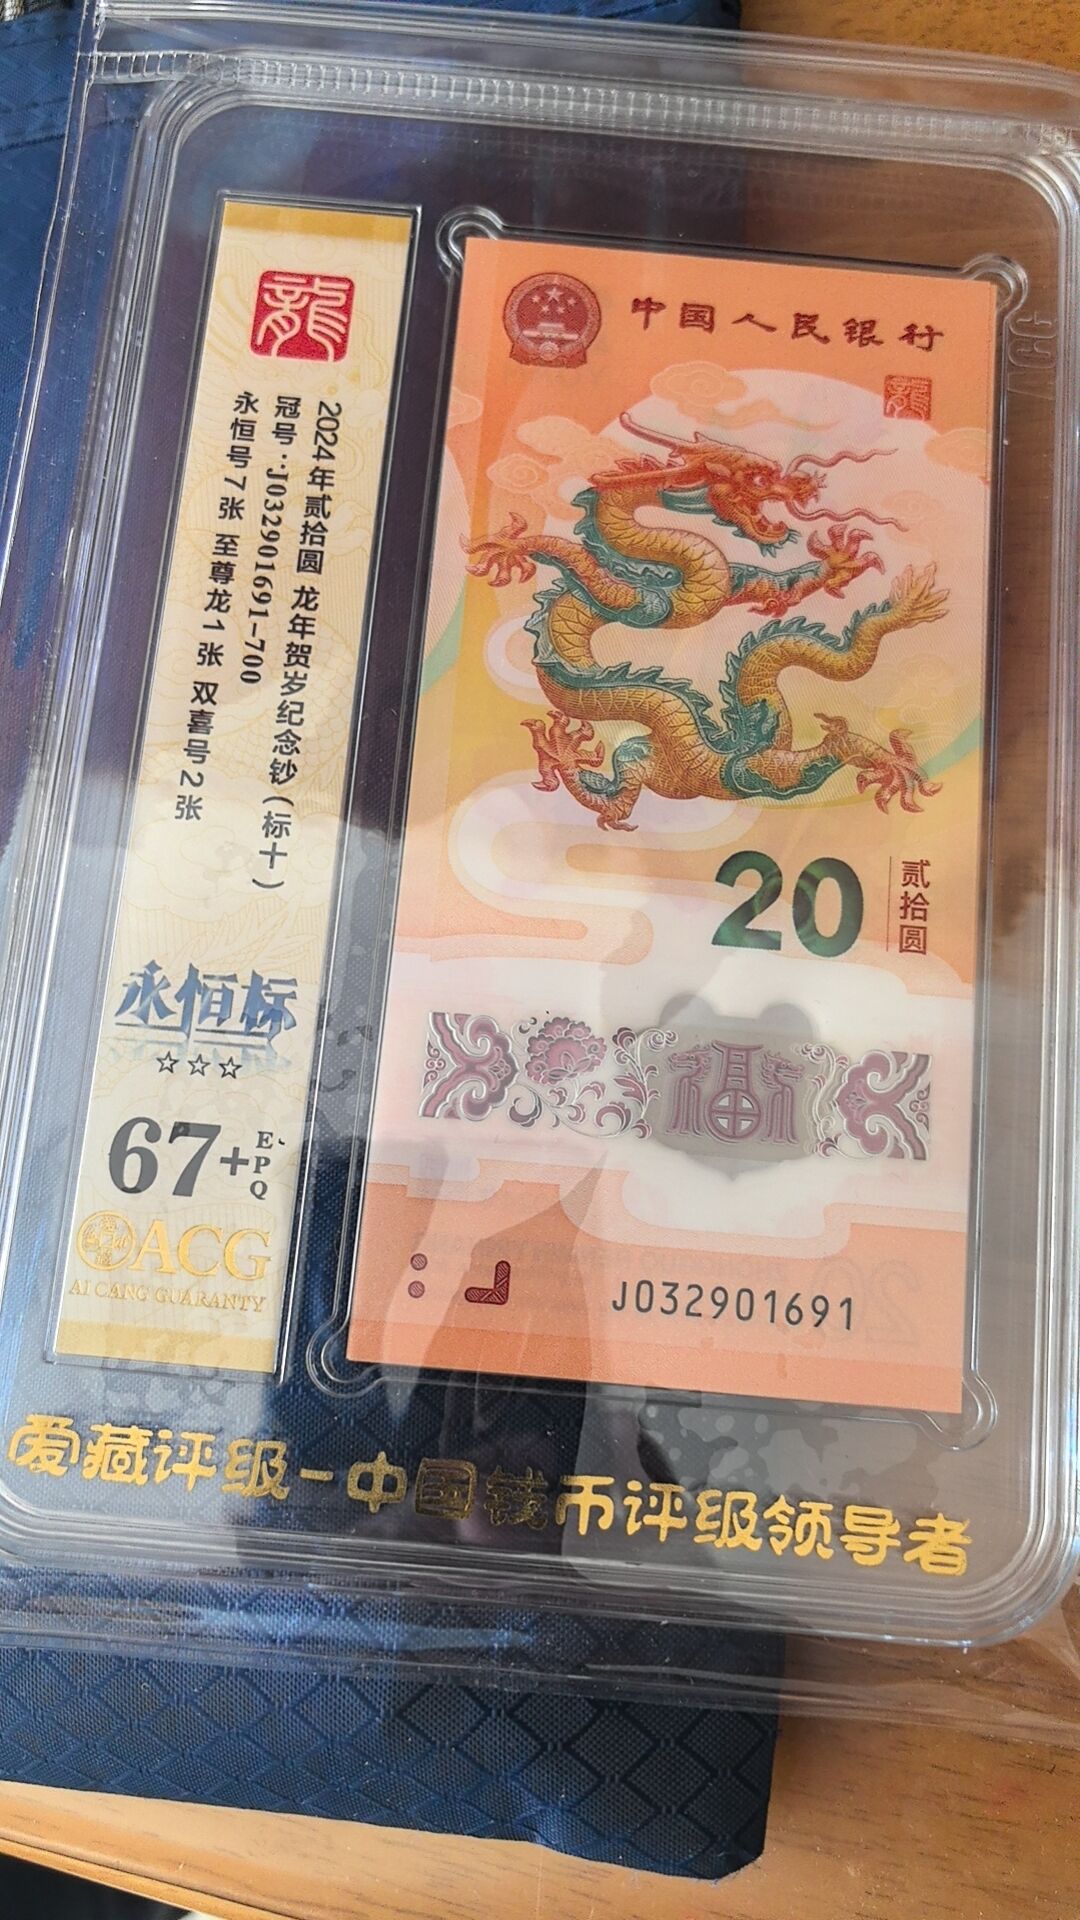 龍
2024年贰拾圆 龙年贺岁纪念钞(标十)
冠号:J032901691-700
永恒号7张 至尊龙1张 双喜号2张
永恒标
☆☆☆
67+
EPQ
ACG
AI CANG GUARANTY
中国人民银行
龍
20
贰拾圆
福
J032901691
爱藏评级-中国钱币评级领导者